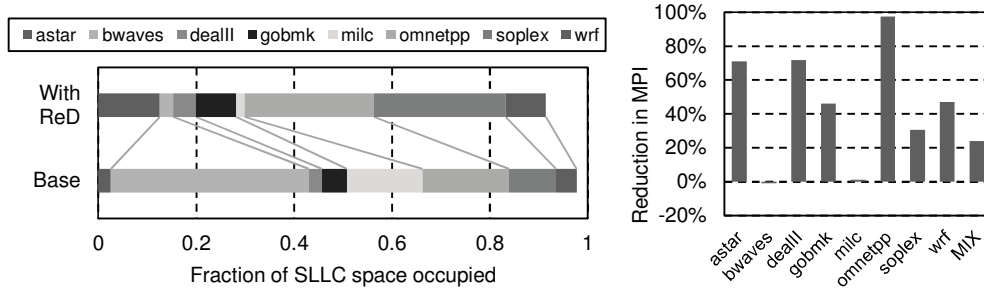 astar bwaves dealII gobmk milc omnetpp soplex wrf
With
ReD
Base
0 0.2 0.4 0.6 0.8 1
Fraction of SLLC space occupied
Reduction in MPI
100%
80%
60%
40%
20%
0%
-20%
astar
bwaves
dealII
gobmk
milc
omnetpp
soplex
wrf
MIX